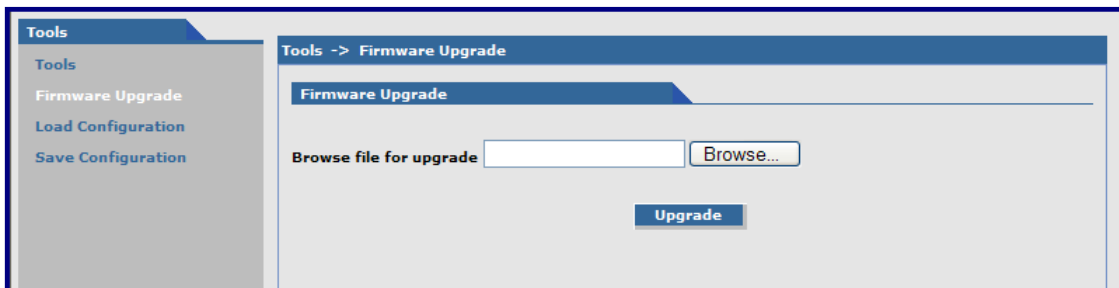 Tools
Tools
Firmware Upgrade
Load Configuration
Save Configuration
Tools -> Firmware Upgrade
Firmware Upgrade
Browse file for upgrade Browse...
Upgrade